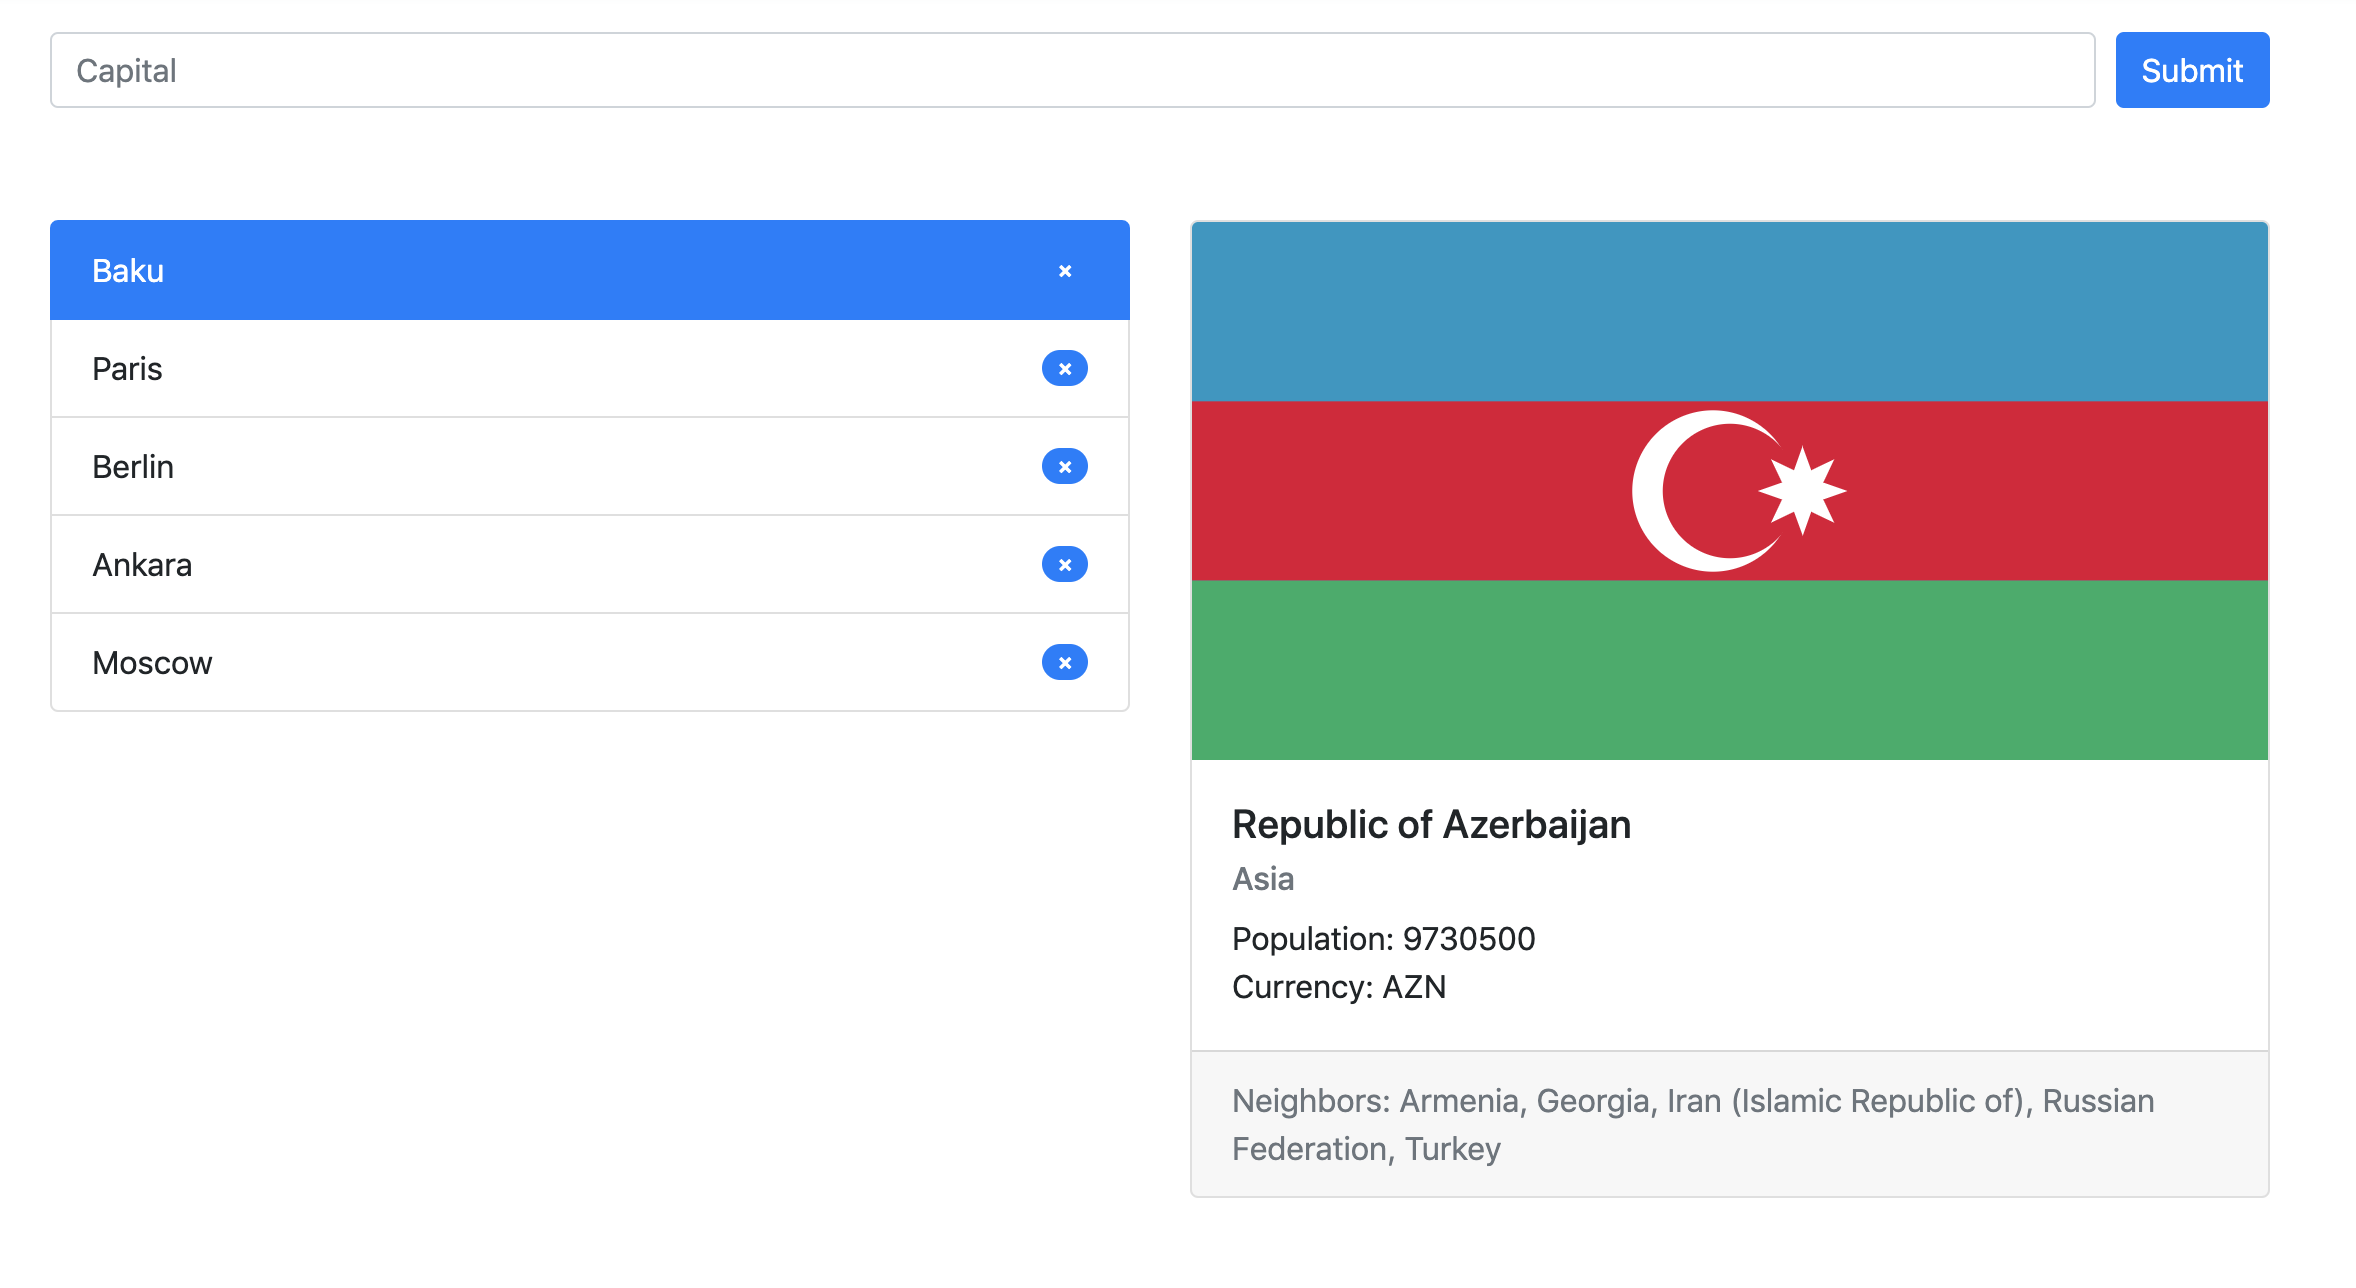 Capital
Submit
Baku
×
Paris
×
Berlin
×
Ankara
×
Moscow
×
Republic of Azerbaijan
Asia
Population: 9730500
Currency: AZN
Neighbors: Armenia, Georgia, Iran (Islamic Republic of), Russian
Federation, Turkey